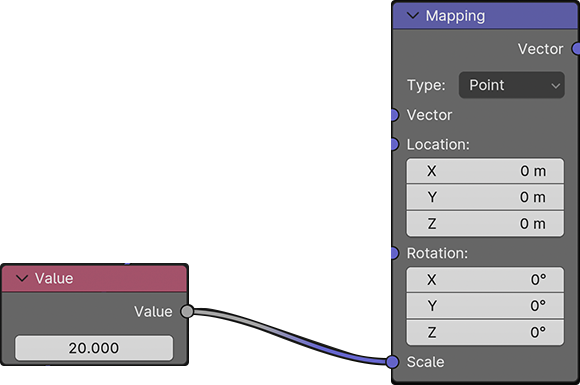 Mapping
Vector
Type: Point
Vector
Location:
X 0 m
Y 0 m
Z 0 m
Rotation:
X 0°
Y 0°
Z 0°
Scale
Value
Value
20.000